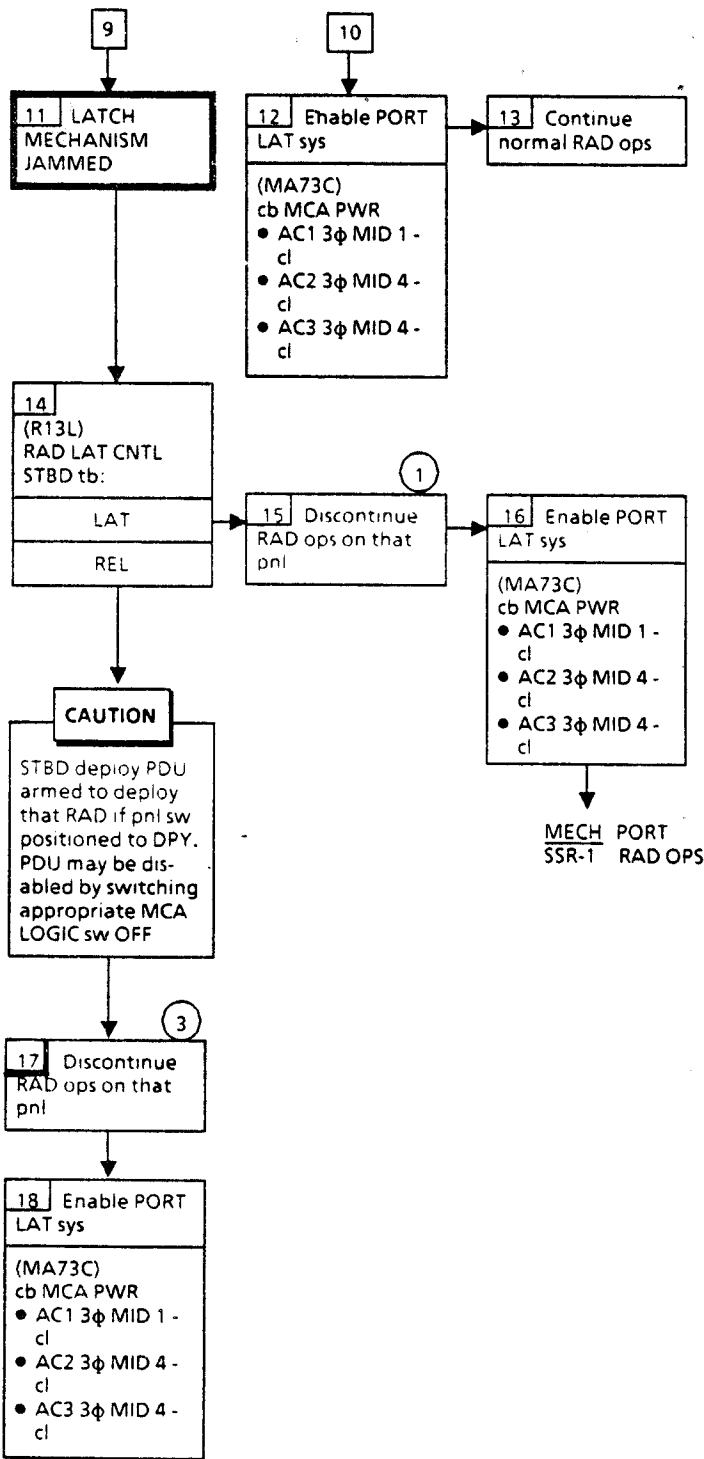 9
11 LATCH
MECHANISM
JAMMED
10
12 Enable PORT
LAT sys
(MA73C)
cb MCA PWR
• AC1 3ϕ MID 1 -
cl
• AC2 3ϕ MID 4 -
cl
• AC3 3ϕ MID 4 -
cl
13 Continue
normal RAD ops
14
(R13L)
RAD LAT CNTL
STBD tb:
LAT
REL
1
15 Discontinue
RAD ops on that
pnl
16 Enable PORT
LAT sys
(MA73C)
cb MCA PWR
• AC1 3ϕ MID 1 -
cl
• AC2 3ϕ MID 4 -
cl
• AC3 3ϕ MID 4 -
cl
MECH PORT
SSR-1 RAD OPS
CAUTION
STBD deploy PDU
armed to deploy
that RAD if pnl sw
positioned to DPY.
PDU may be dis-
abled by switching
appropriate MCA
LOGIC sw OFF
3
17 Discontinue
RAD ops on that
pnl
18 Enable PORT
LAT sys
(MA73C)
cb MCA PWR
• AC1 3ϕ MID 1 -
cl
• AC2 3ϕ MID 4 -
cl
• AC3 3ϕ MID 4 -
cl